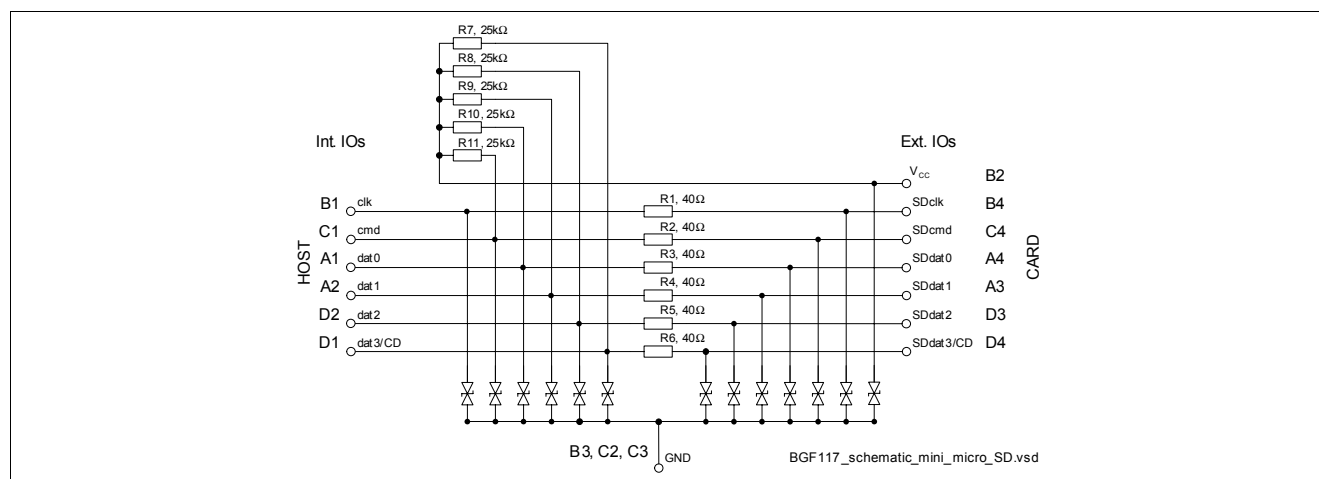 R7, 25kΩ
R8, 25kΩ
R9, 25kΩ
R10, 25kΩ
R11, 25kΩ
Int. IOs
Ext. IOs
VCC B2
B1 clk R1, 40Ω SDclk B4
C1 cmd R2, 40Ω SDcmd C4
A1 dat0 R3, 40Ω SDdat0 A4
A2 dat1 R4, 40Ω SDdat1 A3
D2 dat2 R5, 40Ω SDdat2 D3
D1 dat3/CD R6, 40Ω SDdat3/CD D4
HOST
CARD
B3, C2, C3 GND
BGF117_schematic_mini_micro_SD.vsd